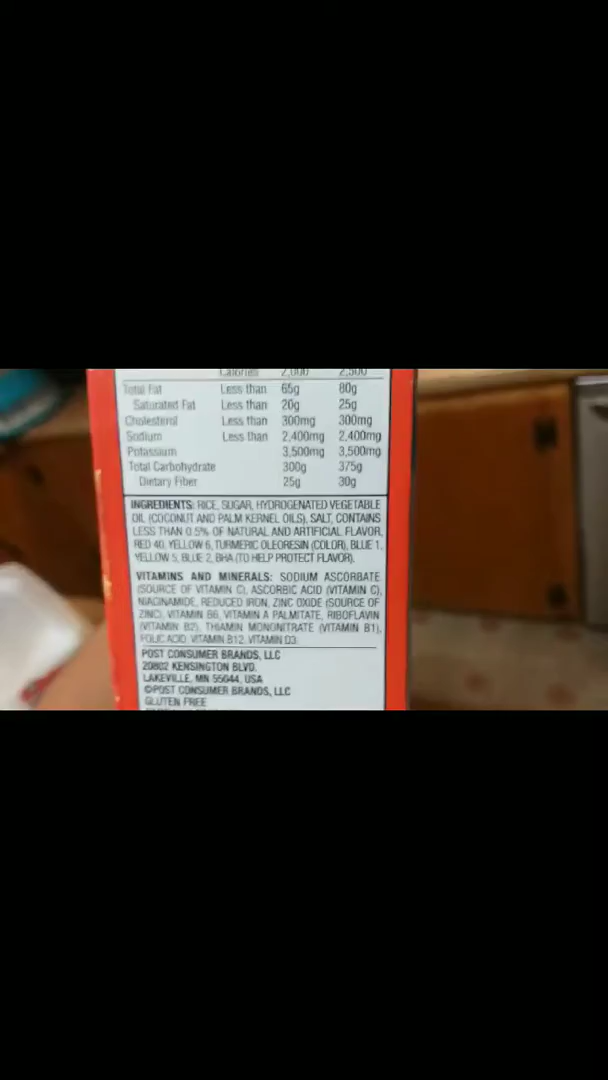 Calories 2,000 2,500
Total Fat Less than 65g 80g
Saturated Fat Less than 20g 25g
Cholesterol Less than 300mg 300mg
Sodium Less than 2,400mg 2,400mg
Potassium 3,500mg 3,500mg
Total Carbohydrate 300g 375g
Dietary Fiber 25g 30g
INGREDIENTS: RICE, SUGAR, HYDROGENATED VEGETABLE
OIL (COCONUT AND PALM KERNEL OILS), SALT, CONTAINS
LESS THAN 0.5% OF NATURAL AND ARTIFICIAL FLAVOR,
RED 40, YELLOW 6, TURMERIC OLEORESIN (COLOR), BLUE 1,
YELLOW 5, BLUE 2, BHA (TO HELP PROTECT FLAVOR).
VITAMINS AND MINERALS: SODIUM ASCORBATE
(SOURCE OF VITAMIN C), ASCORBIC ACID (VITAMIN C),
NIACINAMIDE, REDUCED IRON, ZINC OXIDE (SOURCE OF
ZINC), VITAMIN B6, VITAMIN A PALMITATE, RIBOFLAVIN
(VITAMIN B2), THIAMIN MONONITRATE (VITAMIN B1),
FOLIC ACID, VITAMIN B12, VITAMIN D3.
POST CONSUMER BRANDS, LLC
20802 KENSINGTON BLVD.
LAKEVILLE, MN 55044, USA
©POST CONSUMER BRANDS, LLC
GLUTEN FREE